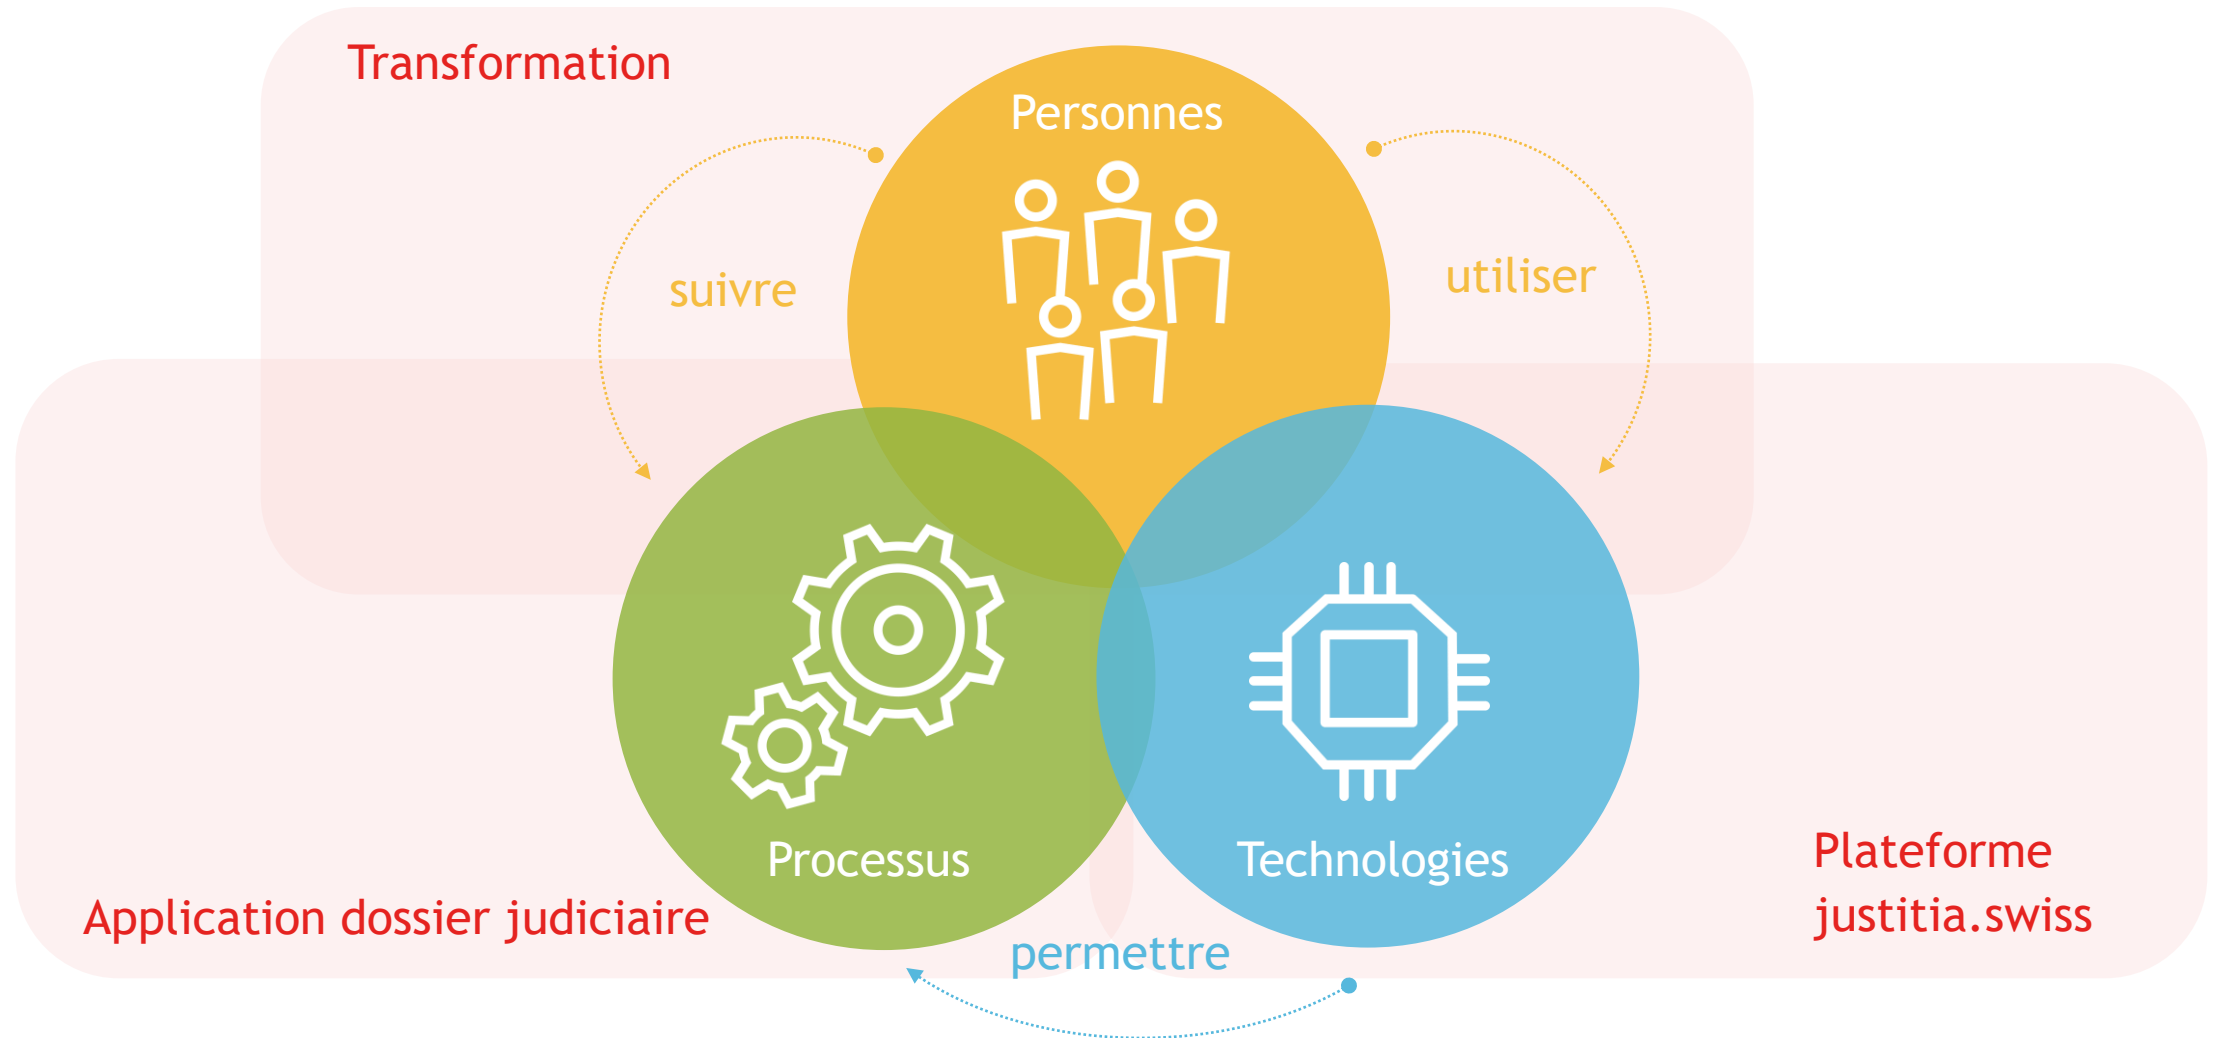 Transformation
Personnes
suivre
utiliser
Processus
Technologies
Application dossier judiciaire
Plateforme
justitia.swiss
permettre